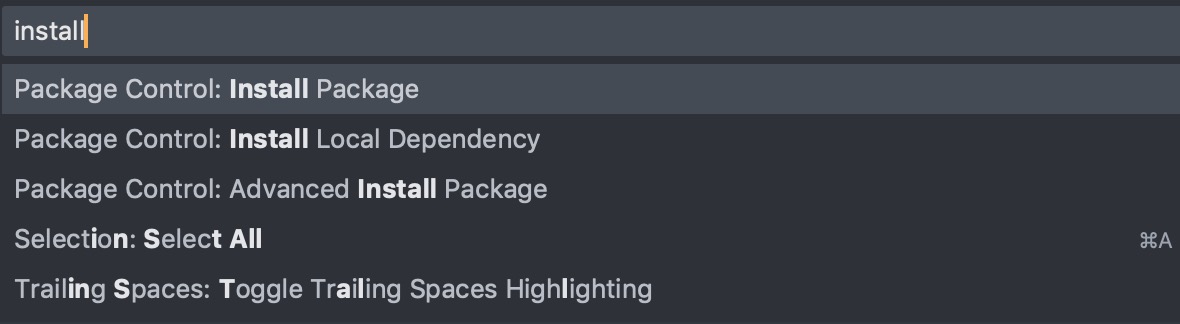 install
Package Control: Install Package
Package Control: Install Local Dependency
Package Control: Advanced Install Package
Selection: Select All ⌘A
Trailing Spaces: Toggle Trailing Spaces Highlighting